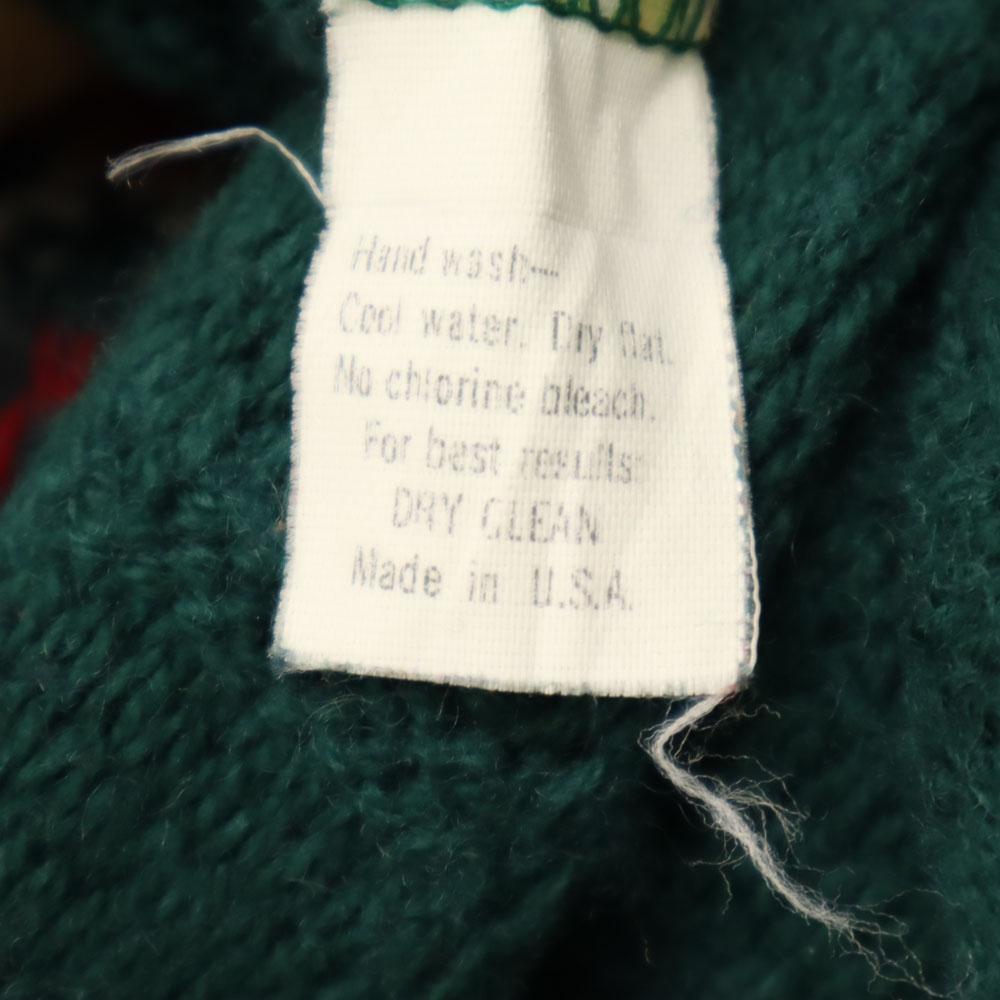 Hand wash—
Cool water. Dry flat.
No chlorine bleach.
For best results:
DRY CLEAN
Made in U.S.A.